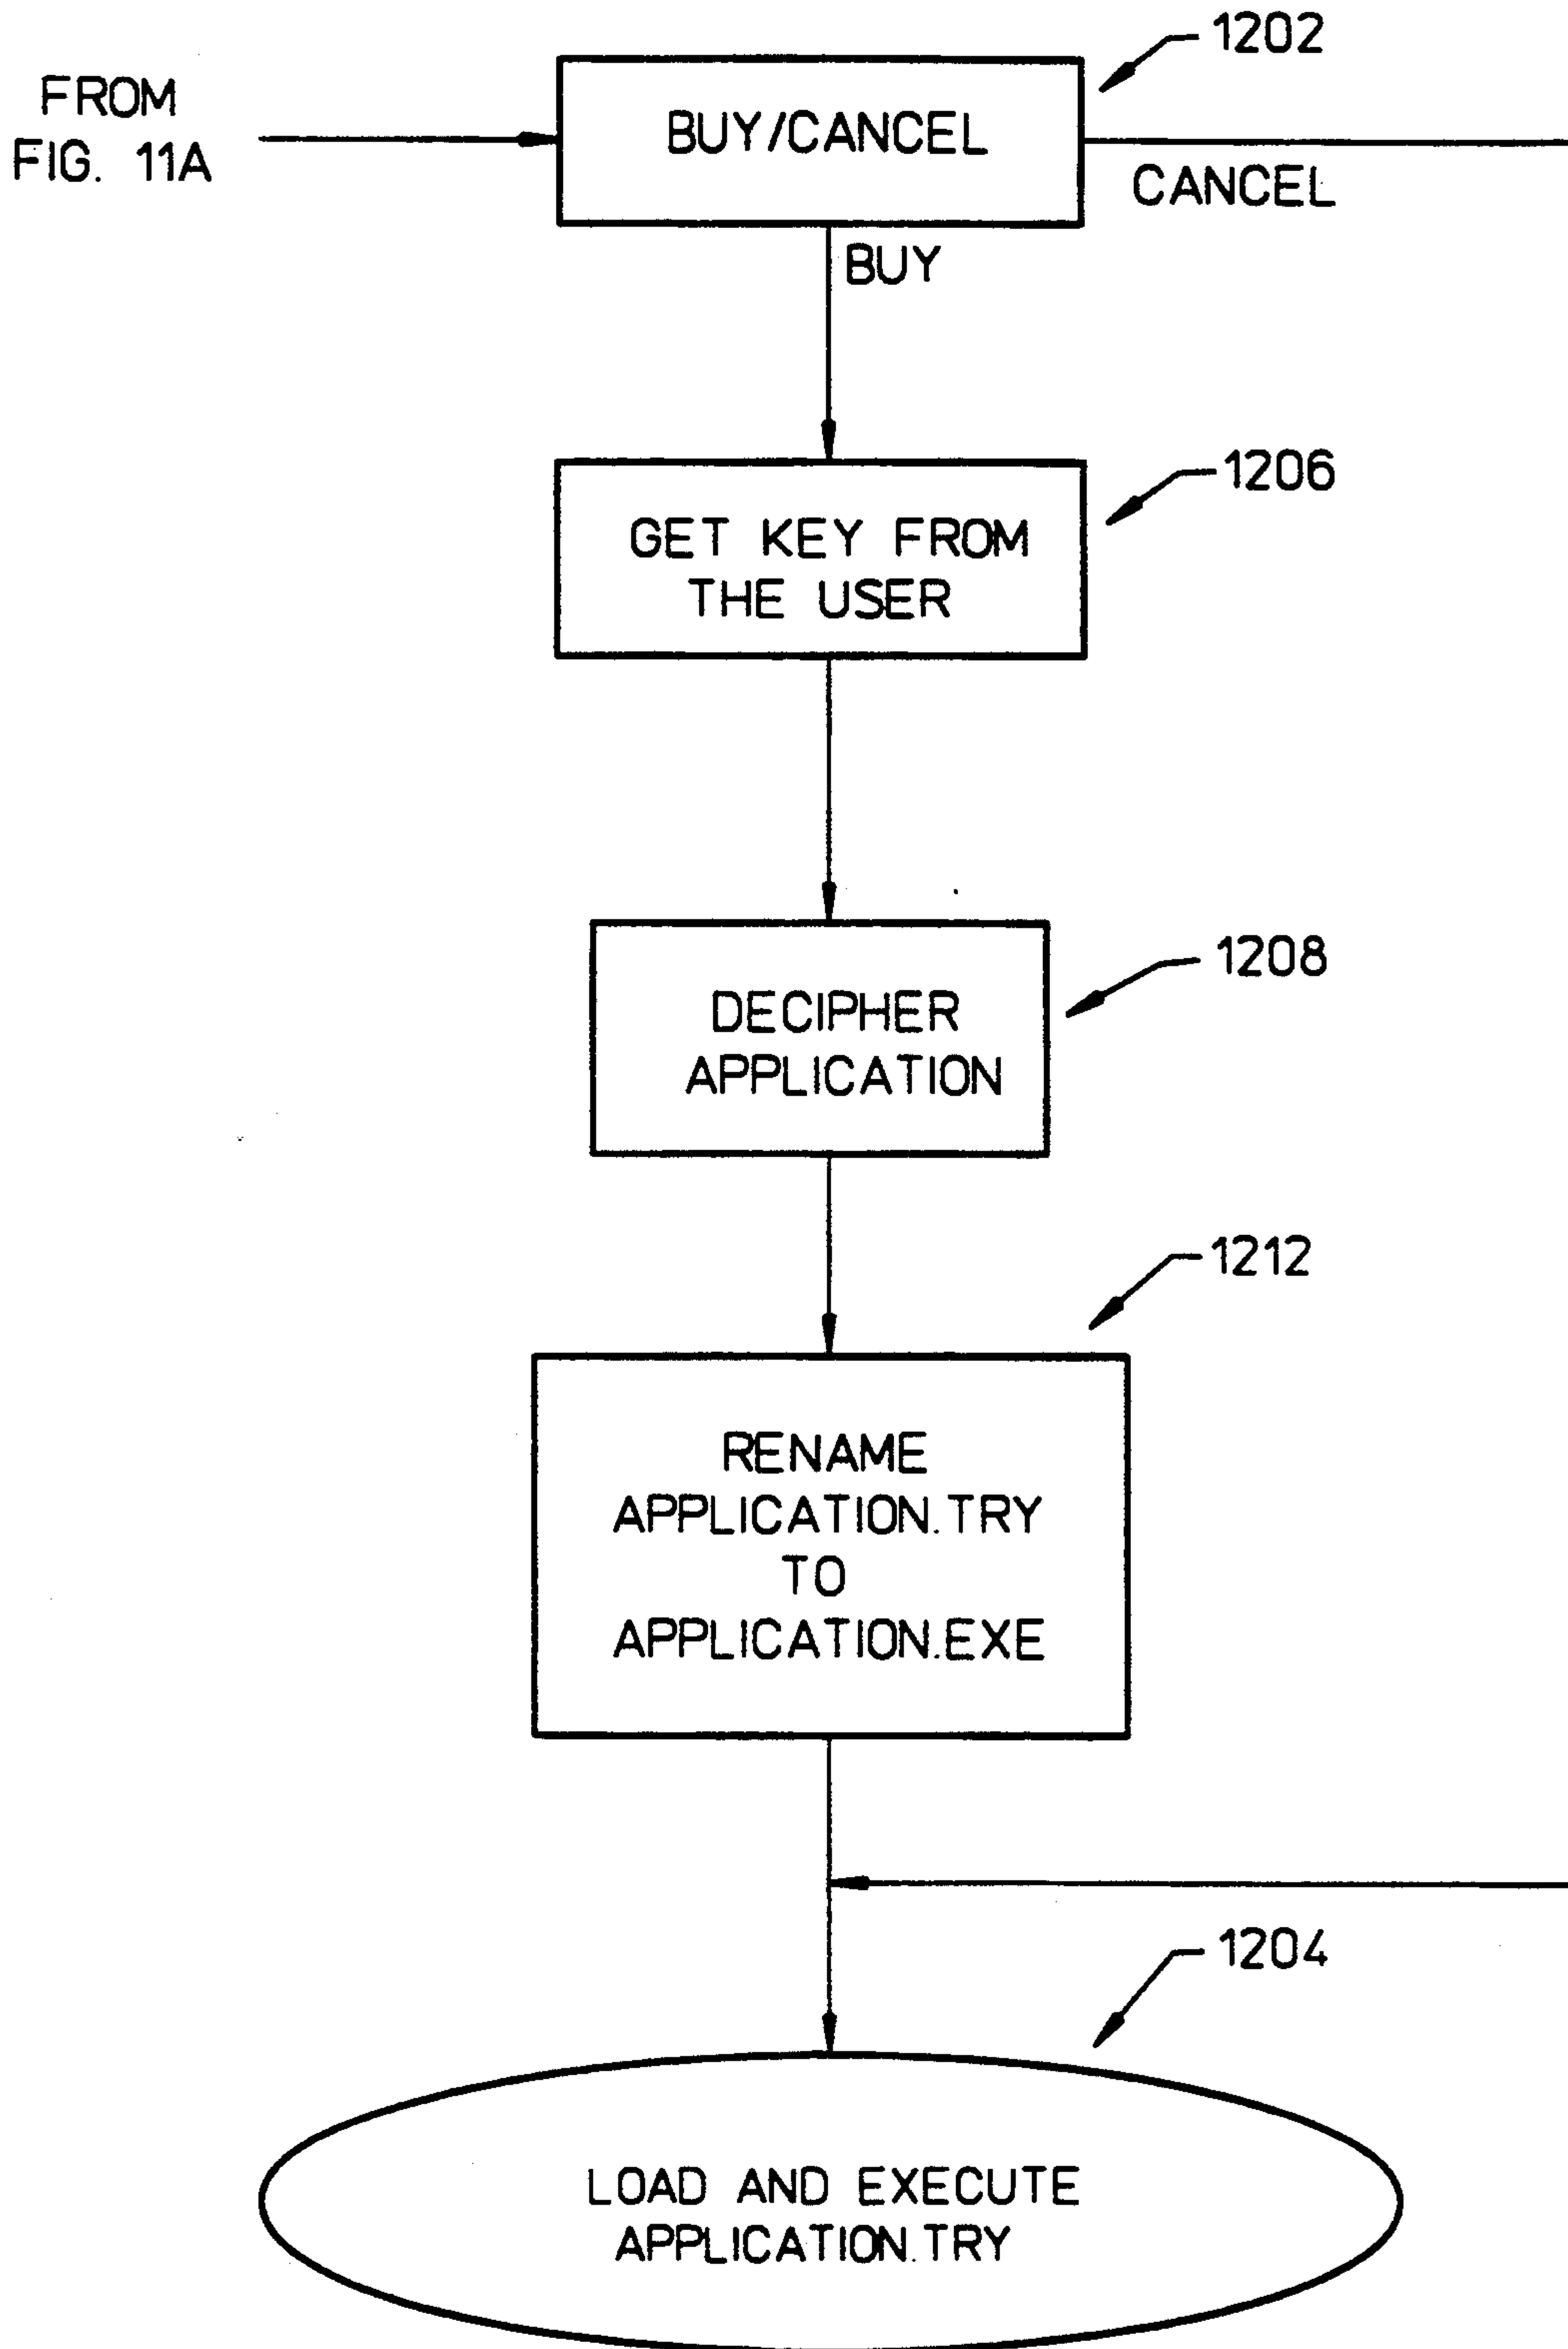 1202
FROM
FIG. 11A
BUY/CANCEL
CANCEL
BUY
1206
GET KEY FROM
THE USER
1208
DECIPHER
APPLICATION
1212
RENAME
APPLICATION.TRY
TO
APPLICATION.EXE
1204
LOAD AND EXECUTE
APPLICATION.TRY